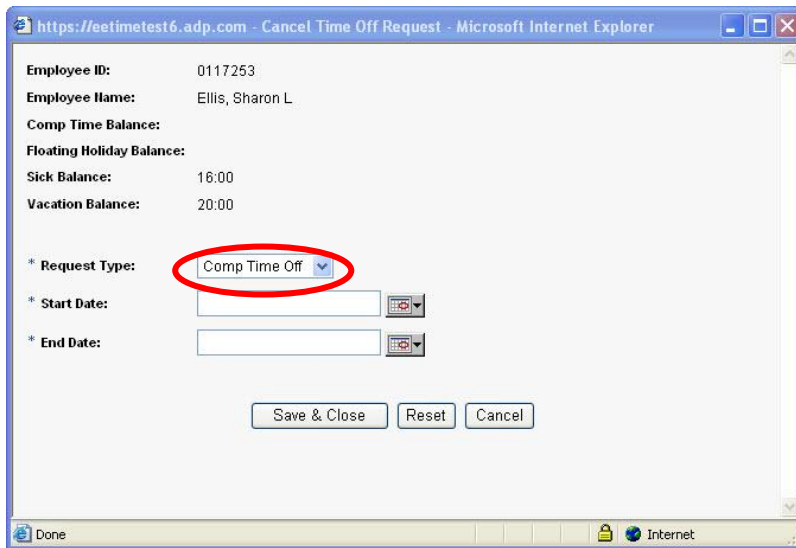 https://eetimetest6.adp.com - Cancel Time Off Request - Microsoft Internet Explorer
Employee ID: 0117253
Employee Name: Ellis, Sharon L
Comp Time Balance:
Floating Holiday Balance:
Sick Balance: 16:00
Vacation Balance: 20:00
* Request Type: Comp Time Off
* Start Date:
* End Date:
Save & Close Reset Cancel
Done Internet